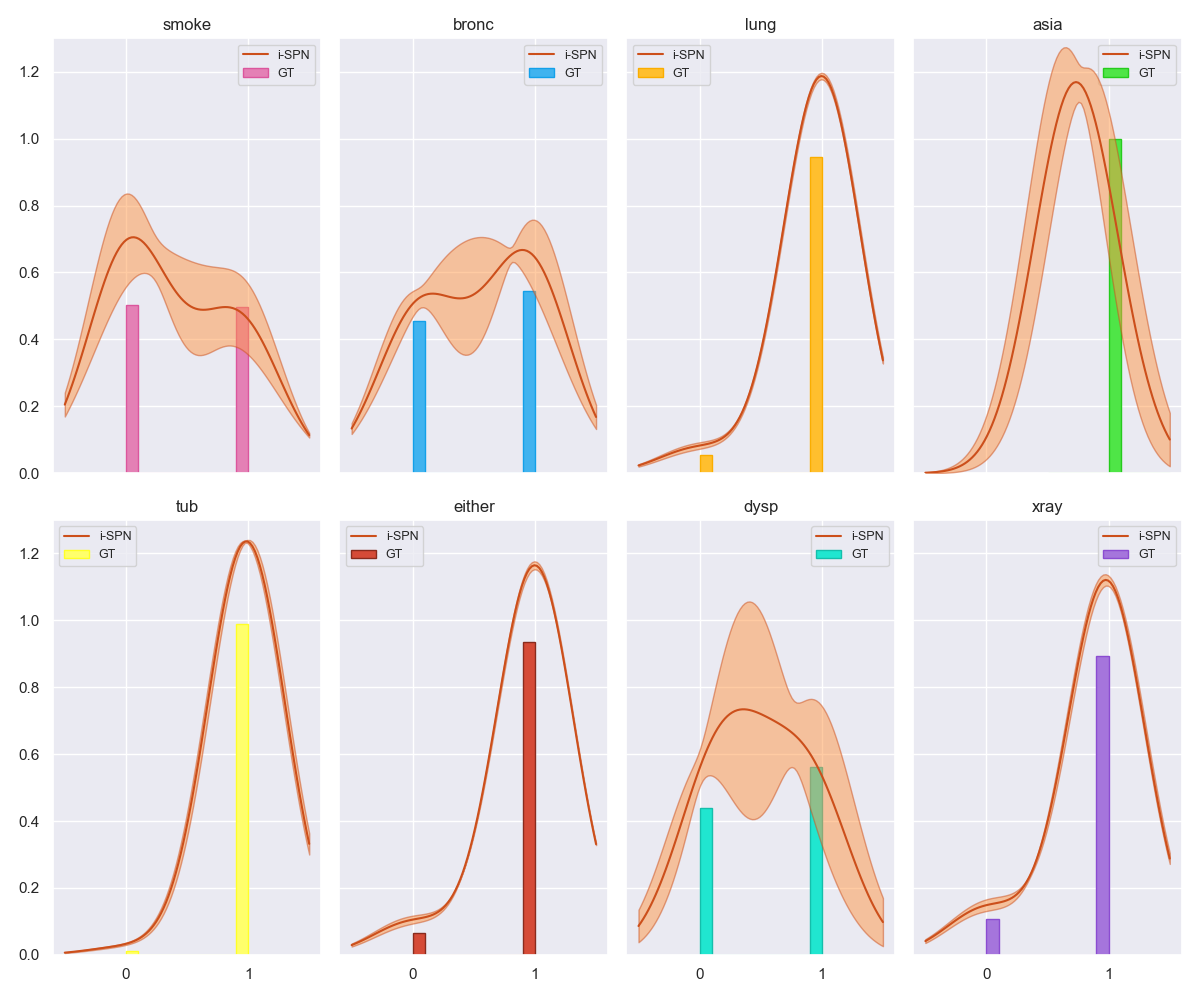 smoke
bronc
lung
asia
i-SPN
GT
i-SPN
GT
i-SPN
GT
i-SPN
GT
1.2
1.0
0.8
0.6
0.4
0.2
0.0
tub
either
dysp
xray
i-SPN
GT
i-SPN
GT
i-SPN
GT
i-SPN
GT
1.2
1.0
0.8
0.6
0.4
0.2
0.0
0 1
0 1
0 1
0 1